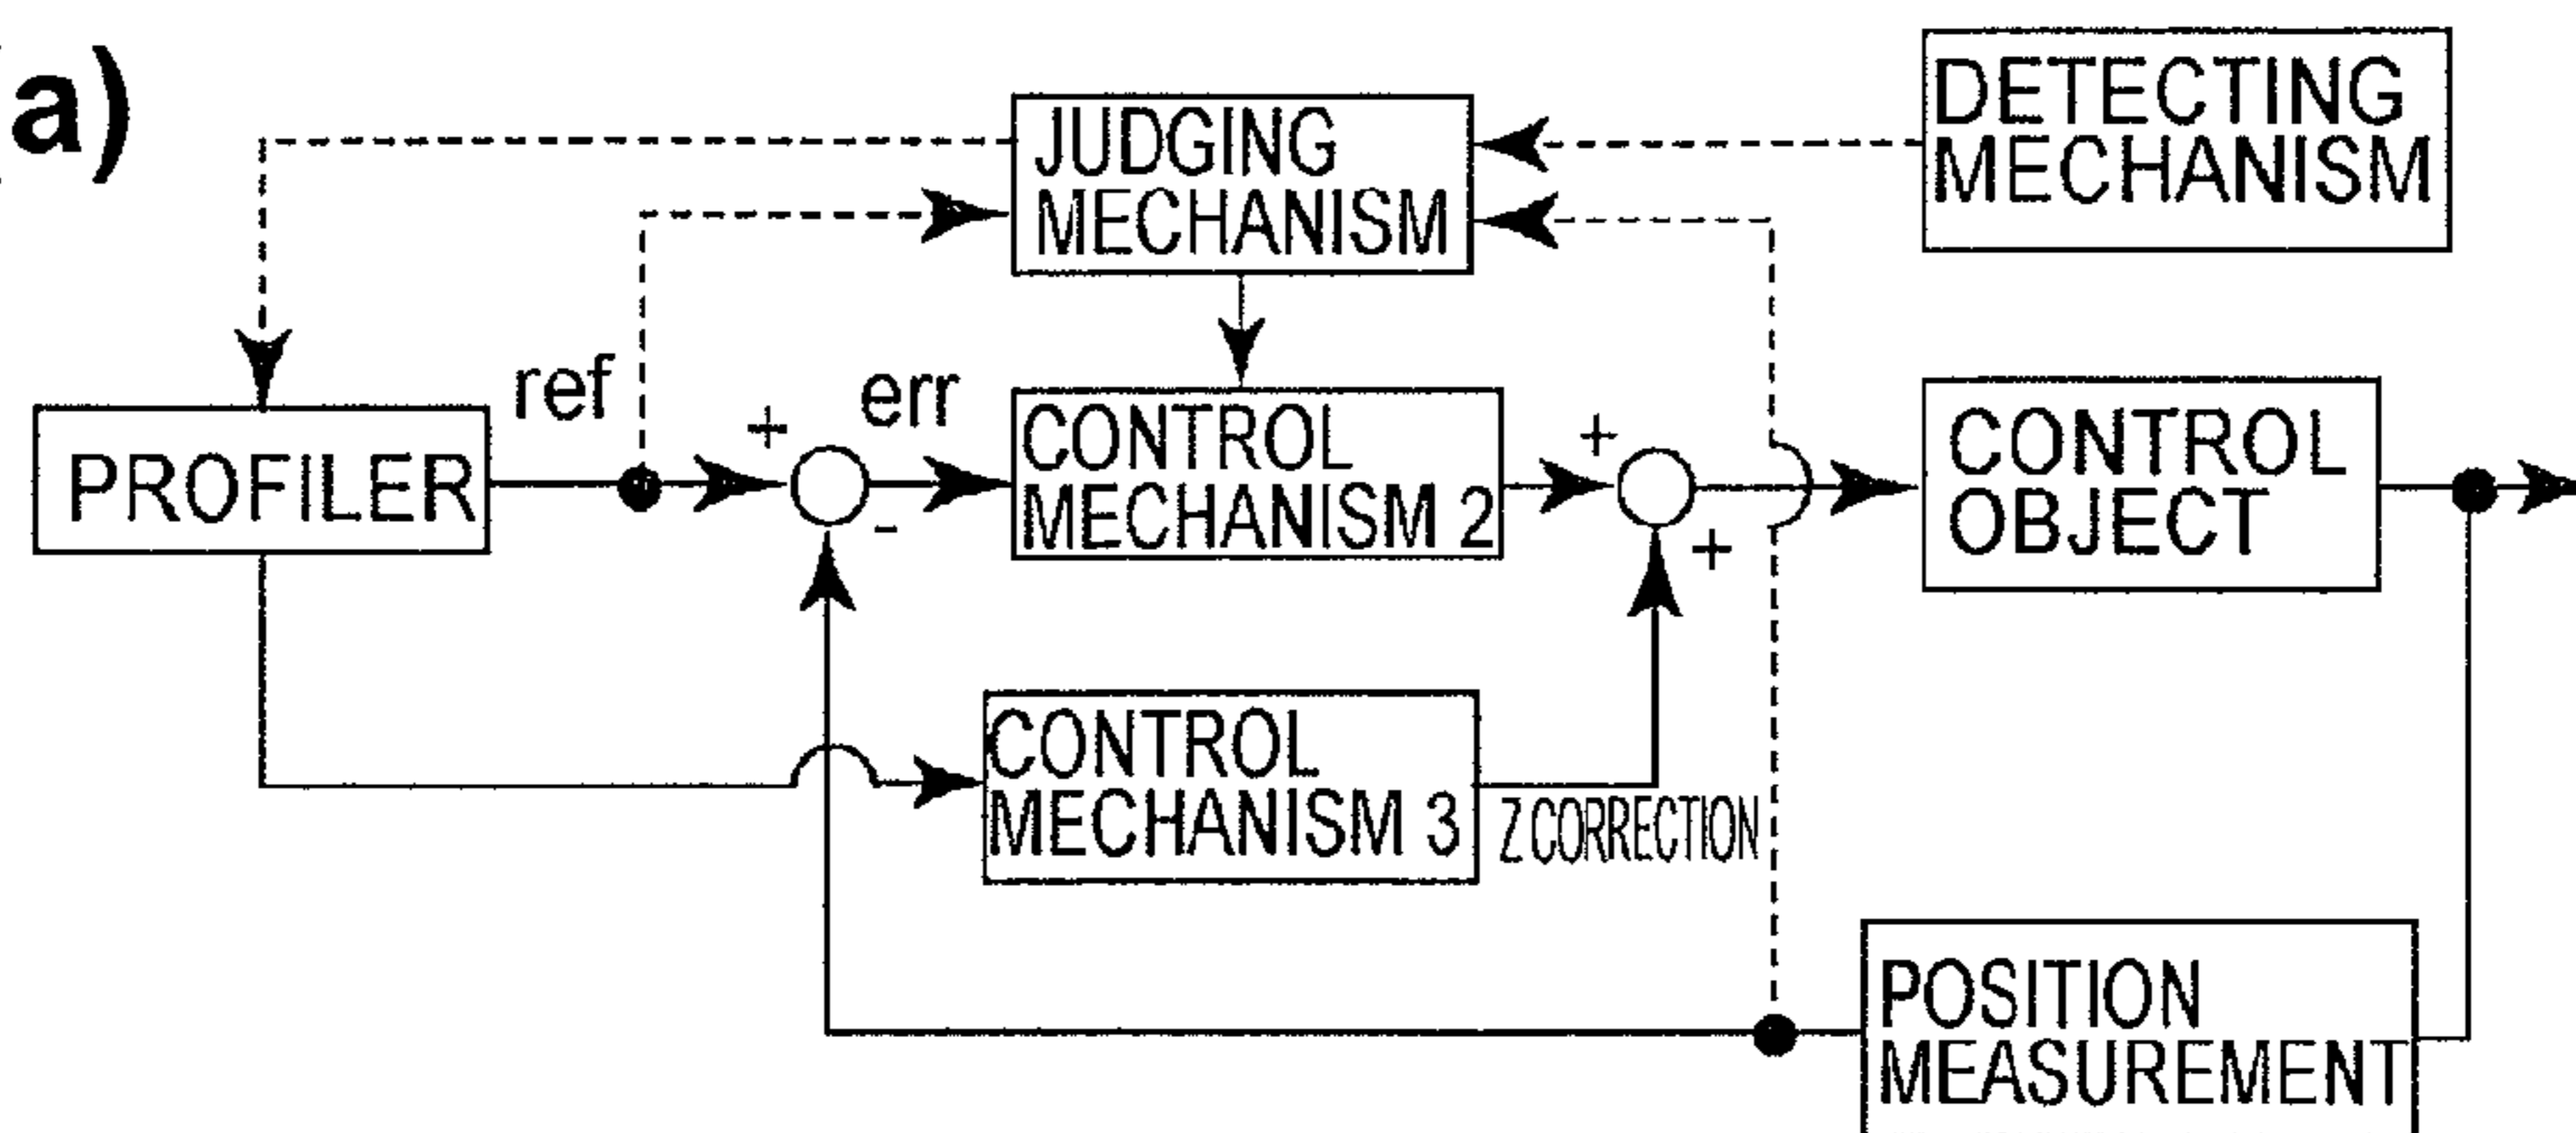 (a)
DETECTING
MECHANISM
JUDGING
MECHANISM
ref
+
err
-
PROFILER
CONTROL
MECHANISM 2
+
+
CONTROL
OBJECT
CONTROL
MECHANISM 3
Z CORRECTION
POSITION
MEASUREMENT